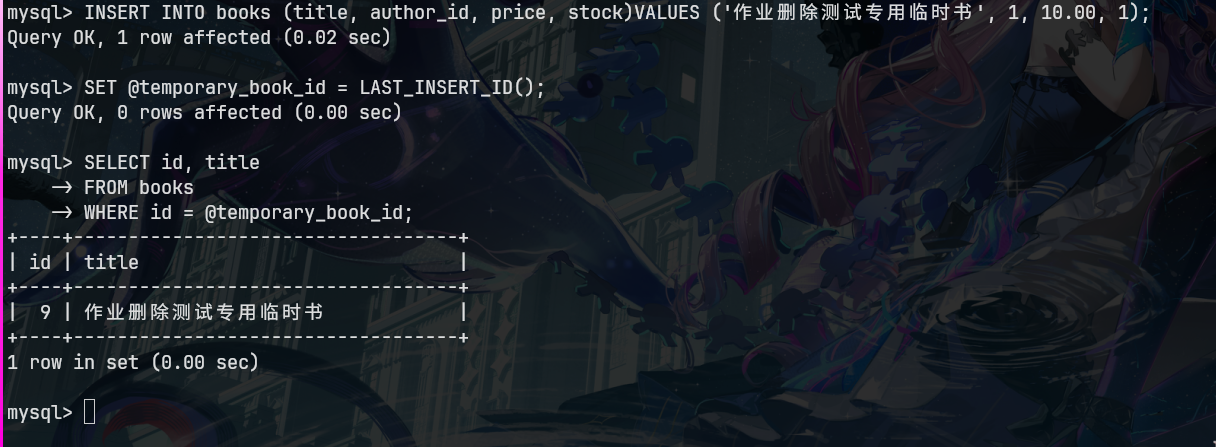 mysql> INSERT INTO books (title, author_id, price, stock)VALUES ('作业删除测试专用临时书', 1, 10.00, 1);
Query OK, 1 row affected (0.02 sec)
mysql> SET @temporary_book_id = LAST_INSERT_ID();
Query OK, 0 rows affected (0.00 sec)
mysql> SELECT id, title
    -> FROM books
    -> WHERE id = @temporary_book_id;
+----+-----------------------------------+
| id | title                             |
+----+-----------------------------------+
|  9 | 作业删除测试专用临时书            |
+----+-----------------------------------+
1 row in set (0.00 sec)
mysql>